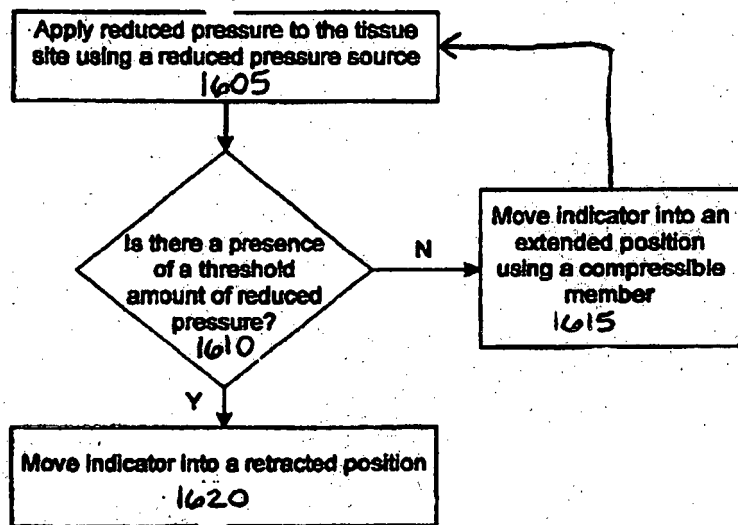 Apply reduced pressure to the tissue
site using a reduced pressure source
1605
Is there a presence
of a threshold
amount of reduced
pressure?
1610
N
Move indicator into an
extended position
using a compressible
member
1615
Y
Move indicator into a retracted position
1620